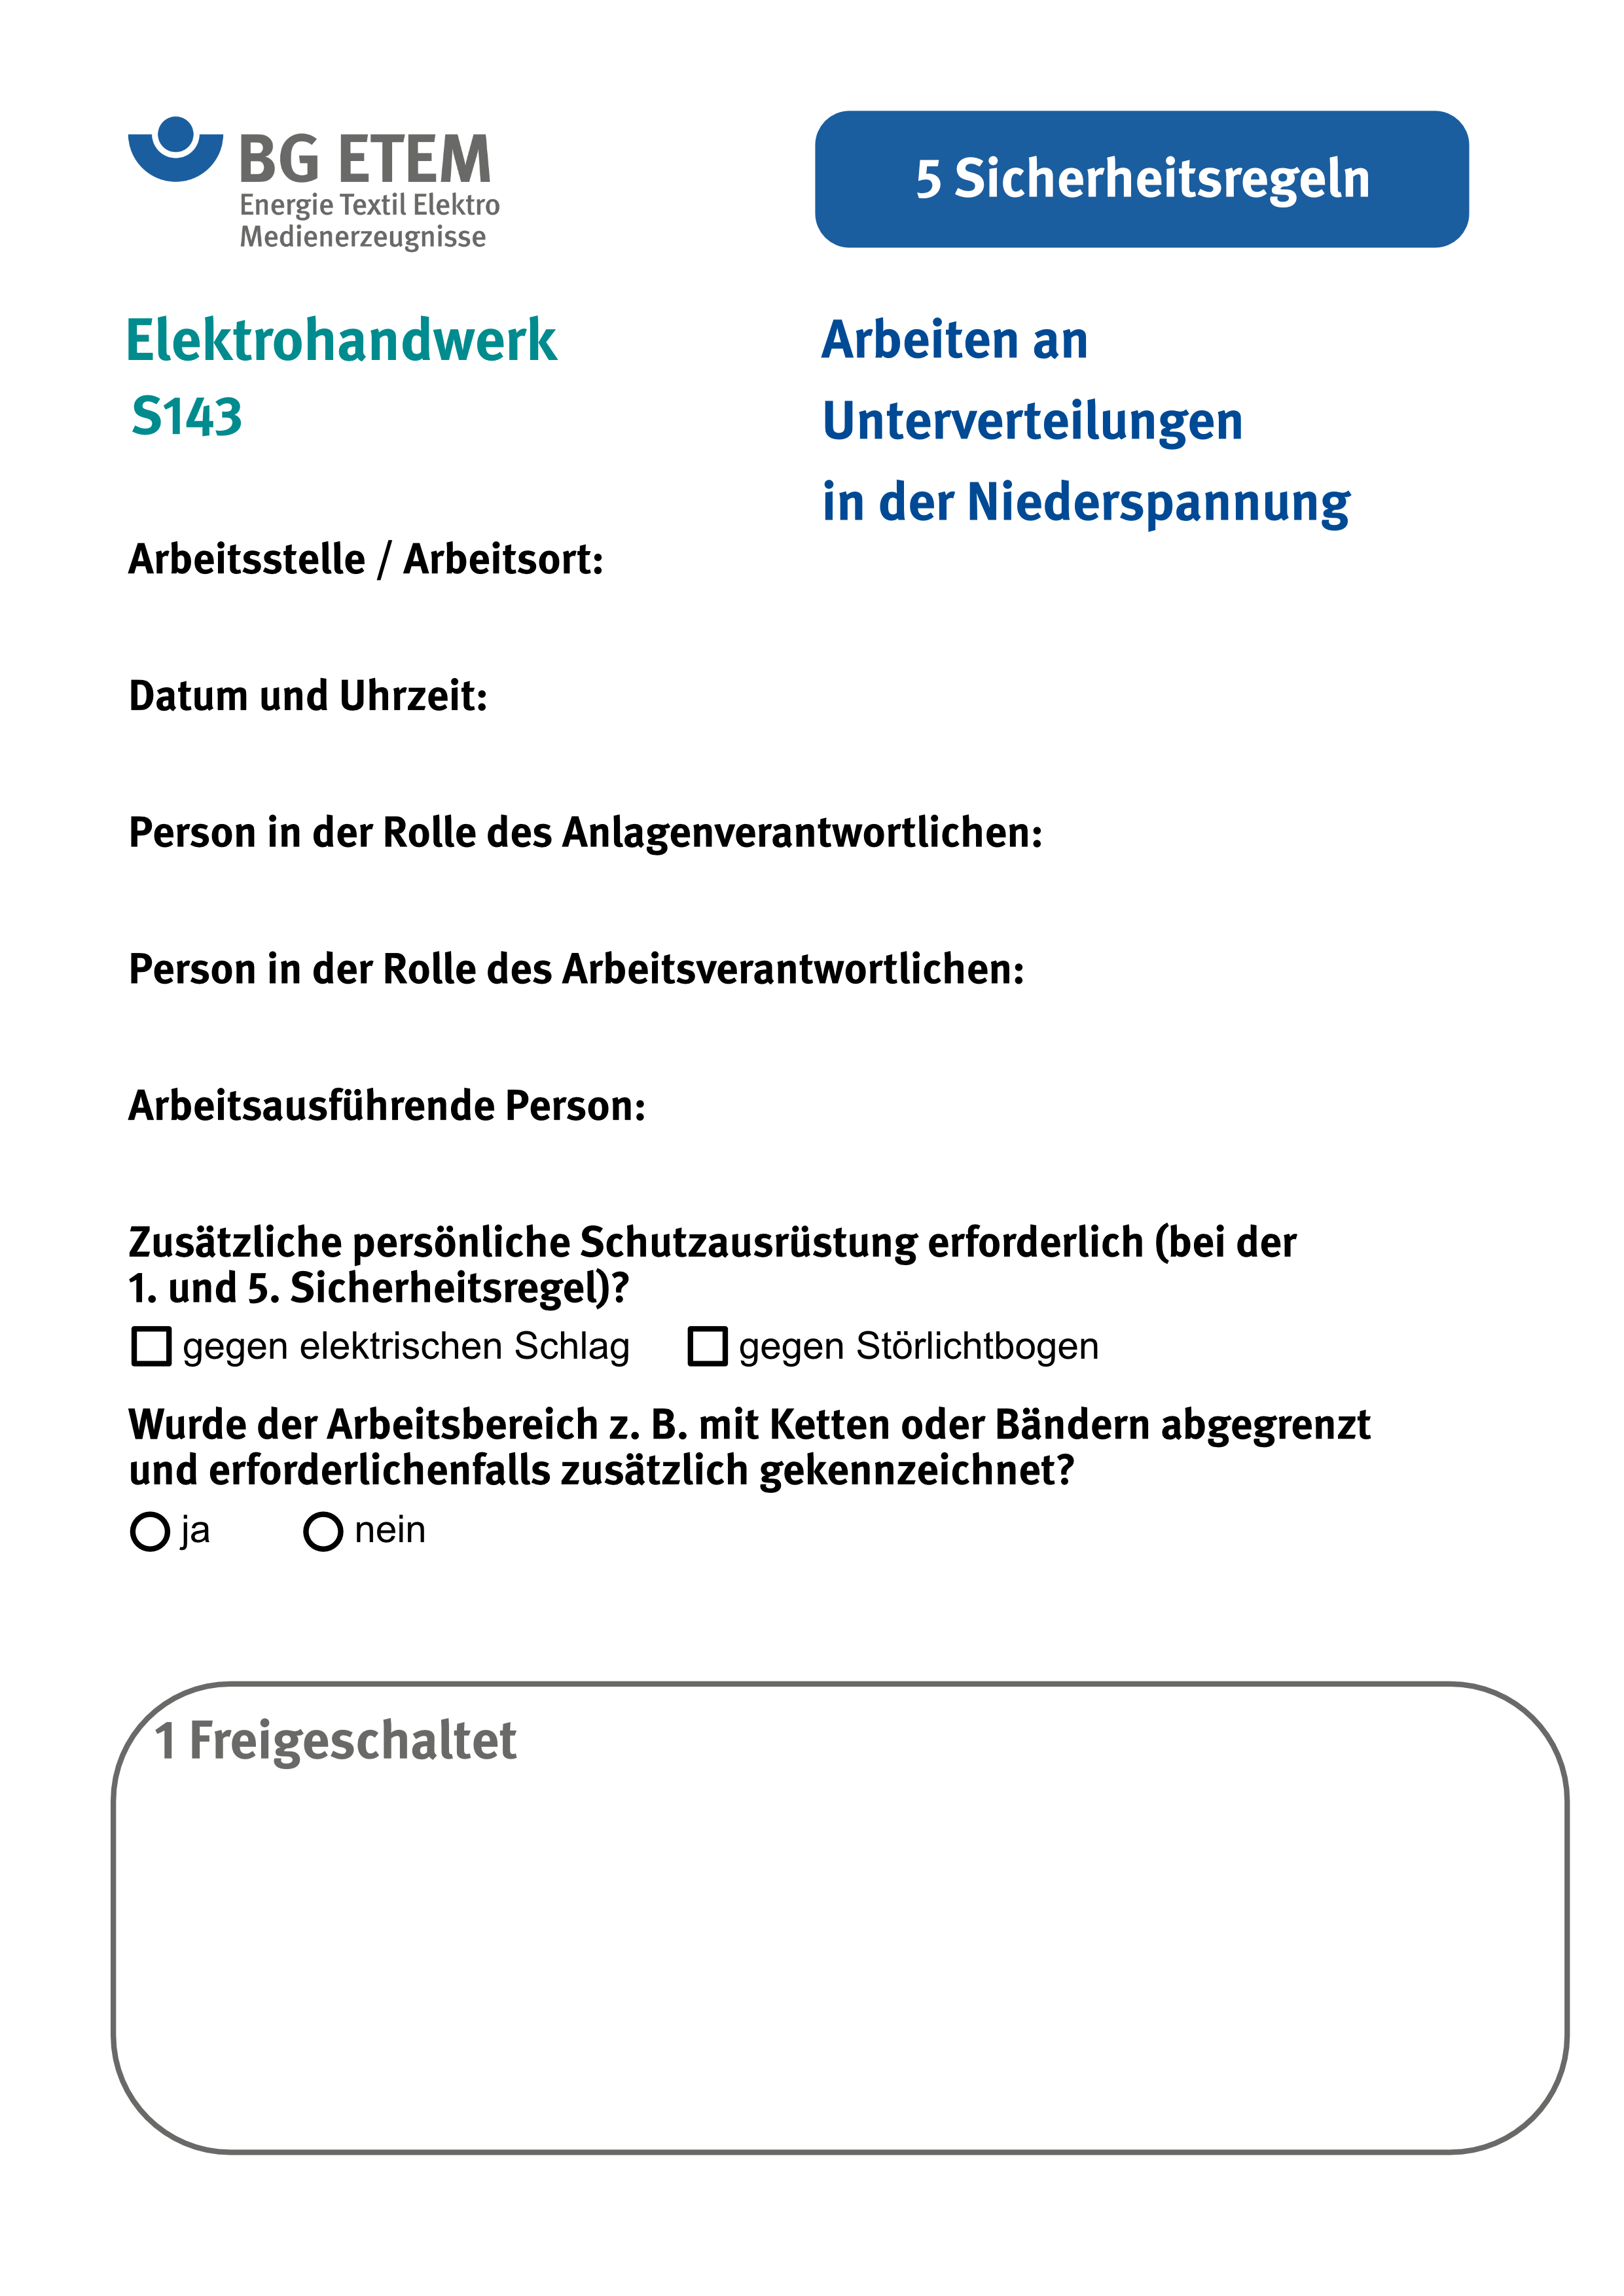 BG ETEM
Energie Textil Elektro
Medienerzeugnisse
5 Sicherheitsregeln
Elektrohandwerk
S143
Arbeiten an
Unterverteilungen
in der Niederspannung
Arbeitsstelle / Arbeitsort:
Datum und Uhrzeit:
Person in der Rolle des Anlagenverantwortlichen:
Person in der Rolle des Arbeitsverantwortlichen:
Arbeitsausführende Person:
Zusätzliche persönliche Schutzausrüstung erforderlich (bei der
1. und 5. Sicherheitsregel)?
gegen elektrischen Schlag gegen Störlichtbogen
Wurde der Arbeitsbereich z. B. mit Ketten oder Bändern abgegrenzt
und erforderlichenfalls zusätzlich gekennzeichnet?
ja nein
1 Freigeschaltet